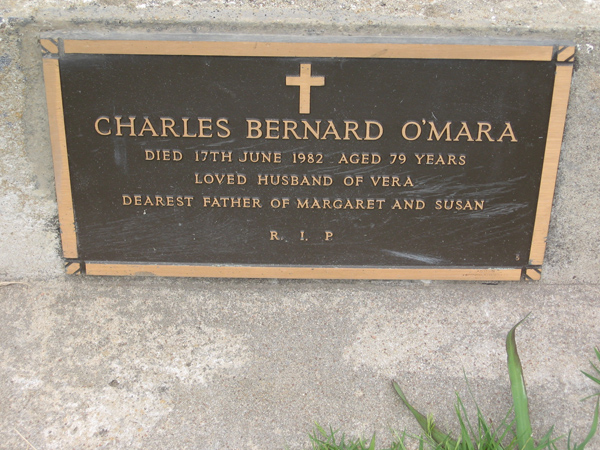 CHARLES BERNARD O'MARA
DIED 17TH JUNE 1982 AGED 79 YEARS
LOVED HUSBAND OF VERA
DEAREST FATHER OF MARGARET AND SUSAN
R. I. P.